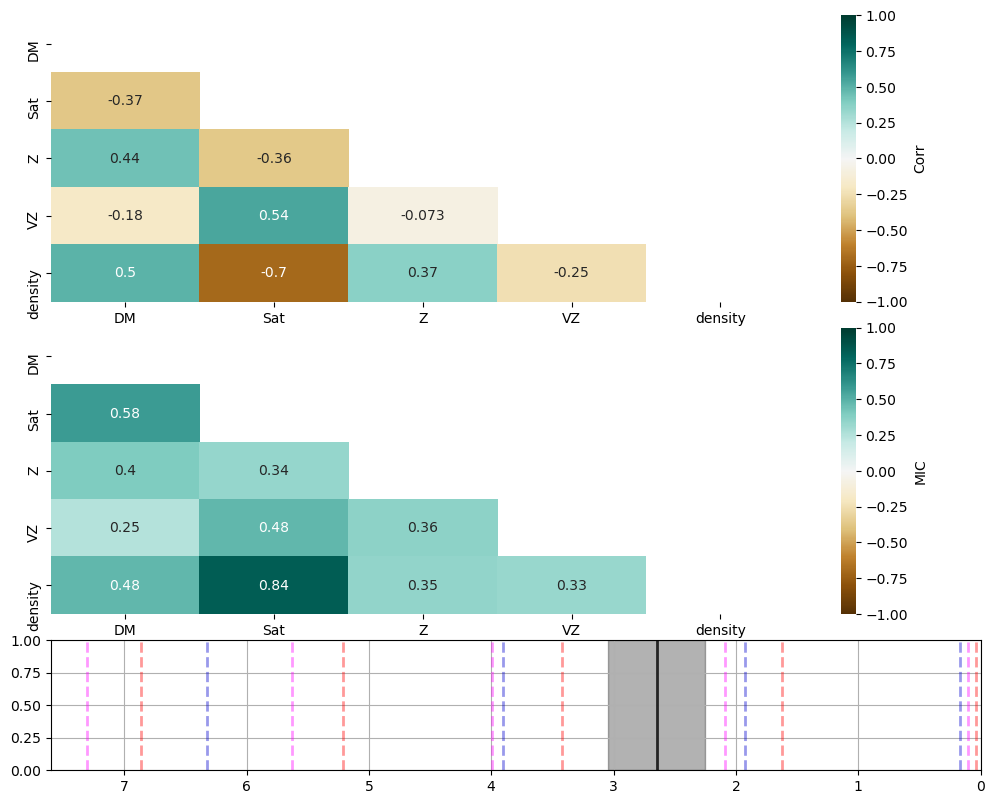 DM
Sat
Z
VZ
density
-0.37
0.44 -0.36
-0.18 0.54 -0.073
0.5 -0.7 0.37 -0.25
DM Sat Z VZ density
1.00
0.75
0.50
0.25
0.00
−0.25
−0.50
−0.75
−1.00
Corr
DM
Sat
Z
VZ
density
0.58
0.4 0.34
0.25 0.48 0.36
0.48 0.84 0.35 0.33
DM Sat Z VZ density
1.00
0.75
0.50
0.25
0.00
−0.25
−0.50
−0.75
−1.00
MIC
1.00
0.75
0.50
0.25
0.00
7 6 5 4 3 2 1 0